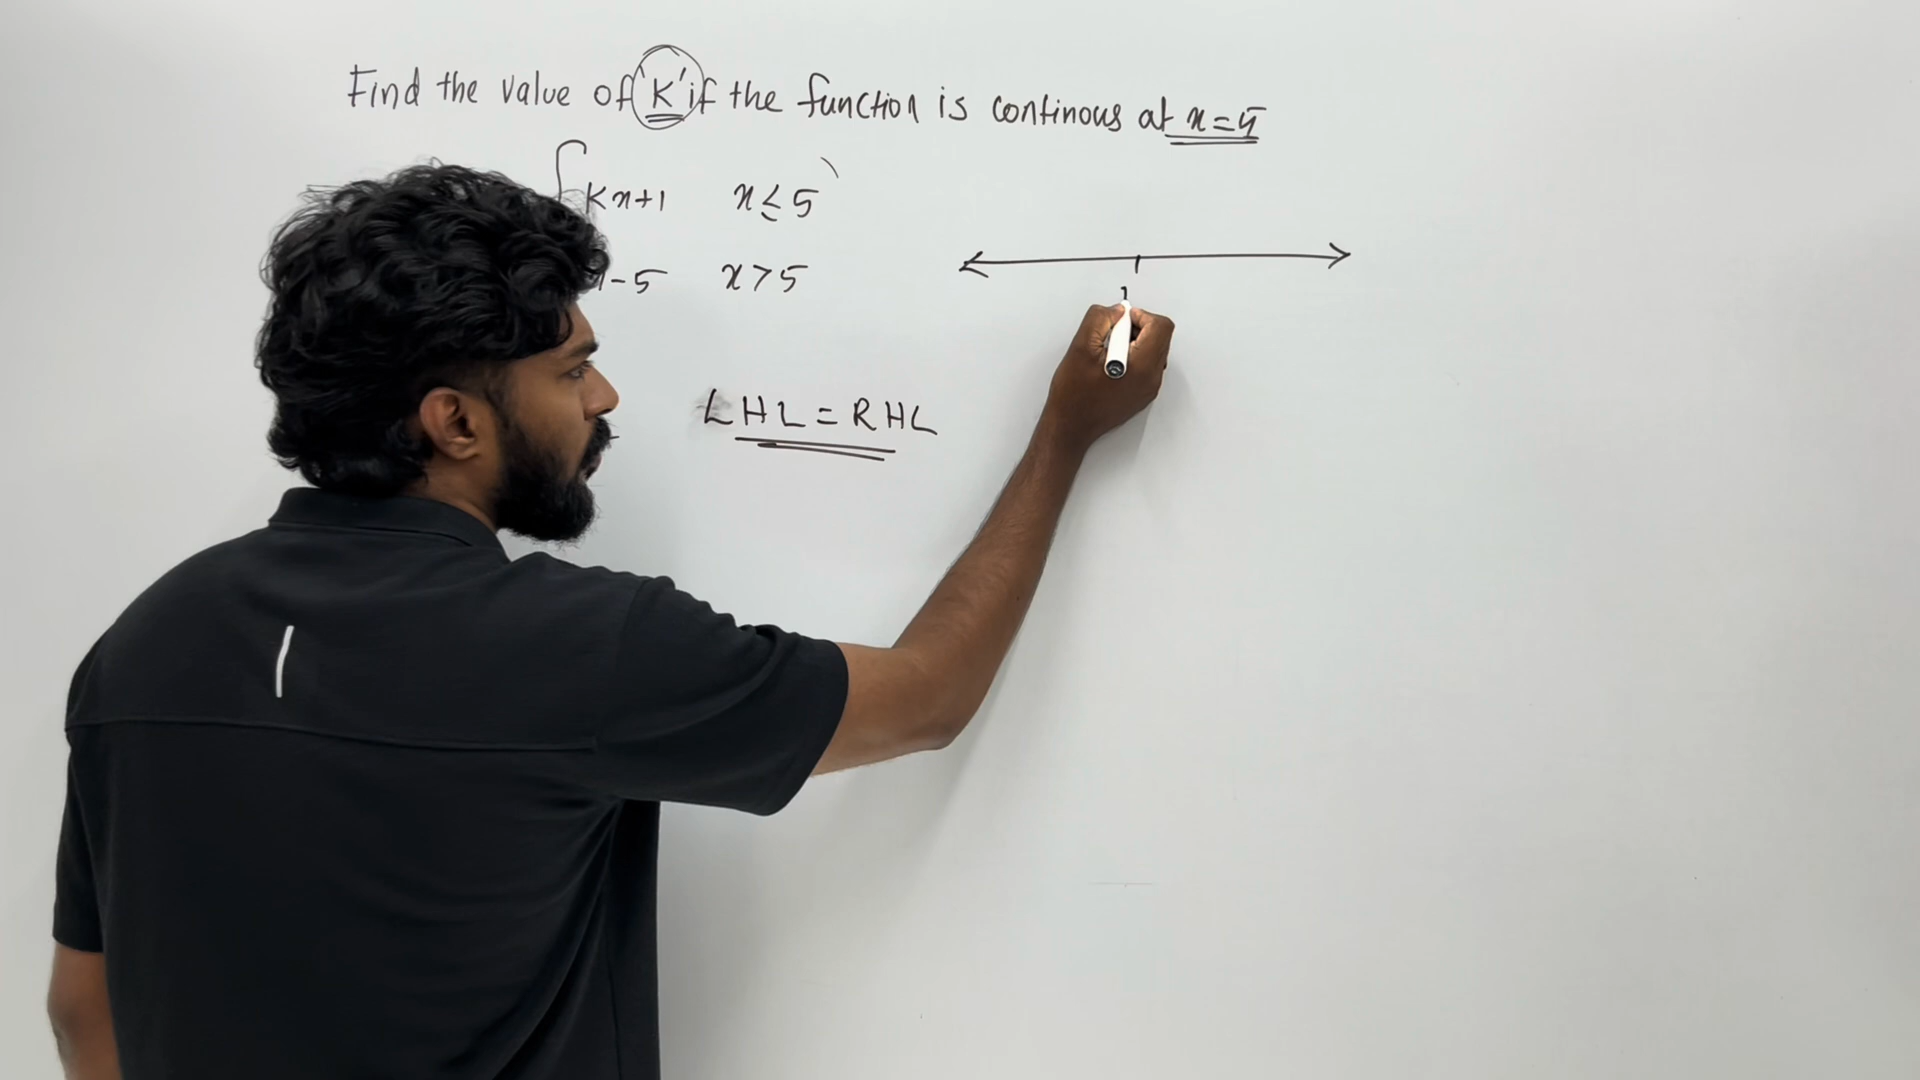 Find the value of 'K' if the function is continous at x=5
Kx+1 x≤5
-5 x>5
LHL=RHL